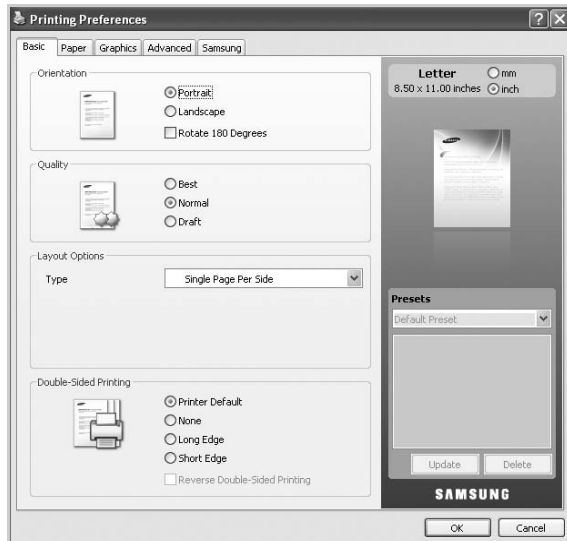 Printing Preferences
Basic Paper Graphics Advanced Samsung
Orientation
Portrait
Landscape
Rotate 180 Degrees
Quality
Best
Normal
Draft
Layout Options
Type Single Page Per Side
Double-Sided Printing
Printer Default
None
Long Edge
Short Edge
Reverse Double-Sided Printing
Letter mm
8.50 x 11.00 inches inch
Presets
Default Preset
Update Delete
SAMSUNG
OK Cancel